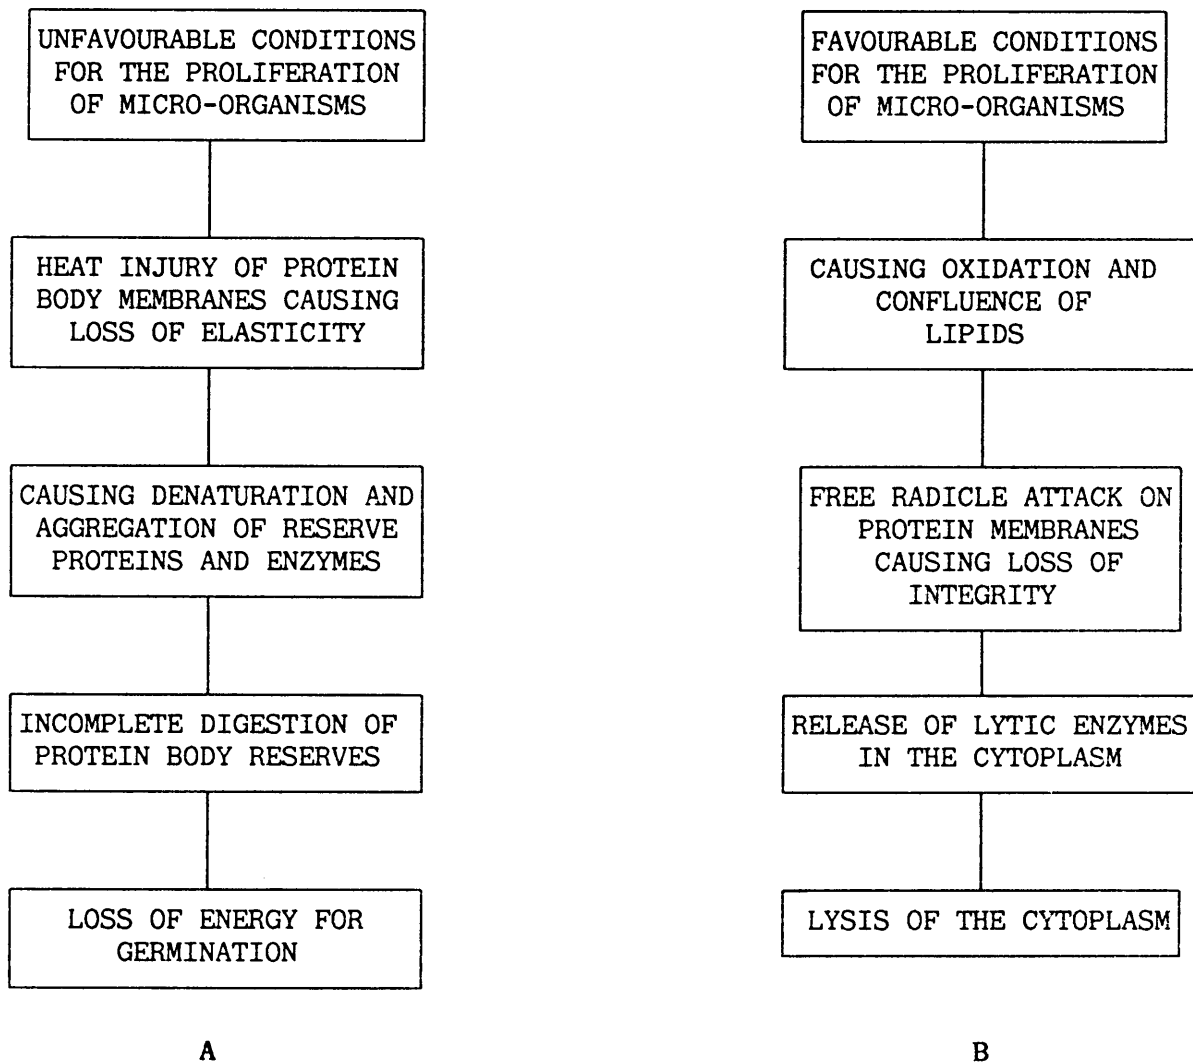 UNFAVOURABLE CONDITIONS
FOR THE PROLIFERATION
OF MICRO-ORGANISMS
HEAT INJURY OF PROTEIN
BODY MEMBRANES CAUSING
LOSS OF ELASTICITY
CAUSING DENATURATION AND
AGGREGATION OF RESERVE
PROTEINS AND ENZYMES
INCOMPLETE DIGESTION OF
PROTEIN BODY RESERVES
LOSS OF ENERGY FOR
GERMINATION
A
FAVOURABLE CONDITIONS
FOR THE PROLIFERATION
OF MICRO-ORGANISMS
CAUSING OXIDATION AND
CONFLUENCE OF
LIPIDS
FREE RADICLE ATTACK ON
PROTEIN MEMBRANES
CAUSING LOSS OF
INTEGRITY
RELEASE OF LYTIC ENZYMES
IN THE CYTOPLASM
LYSIS OF THE CYTOPLASM
B